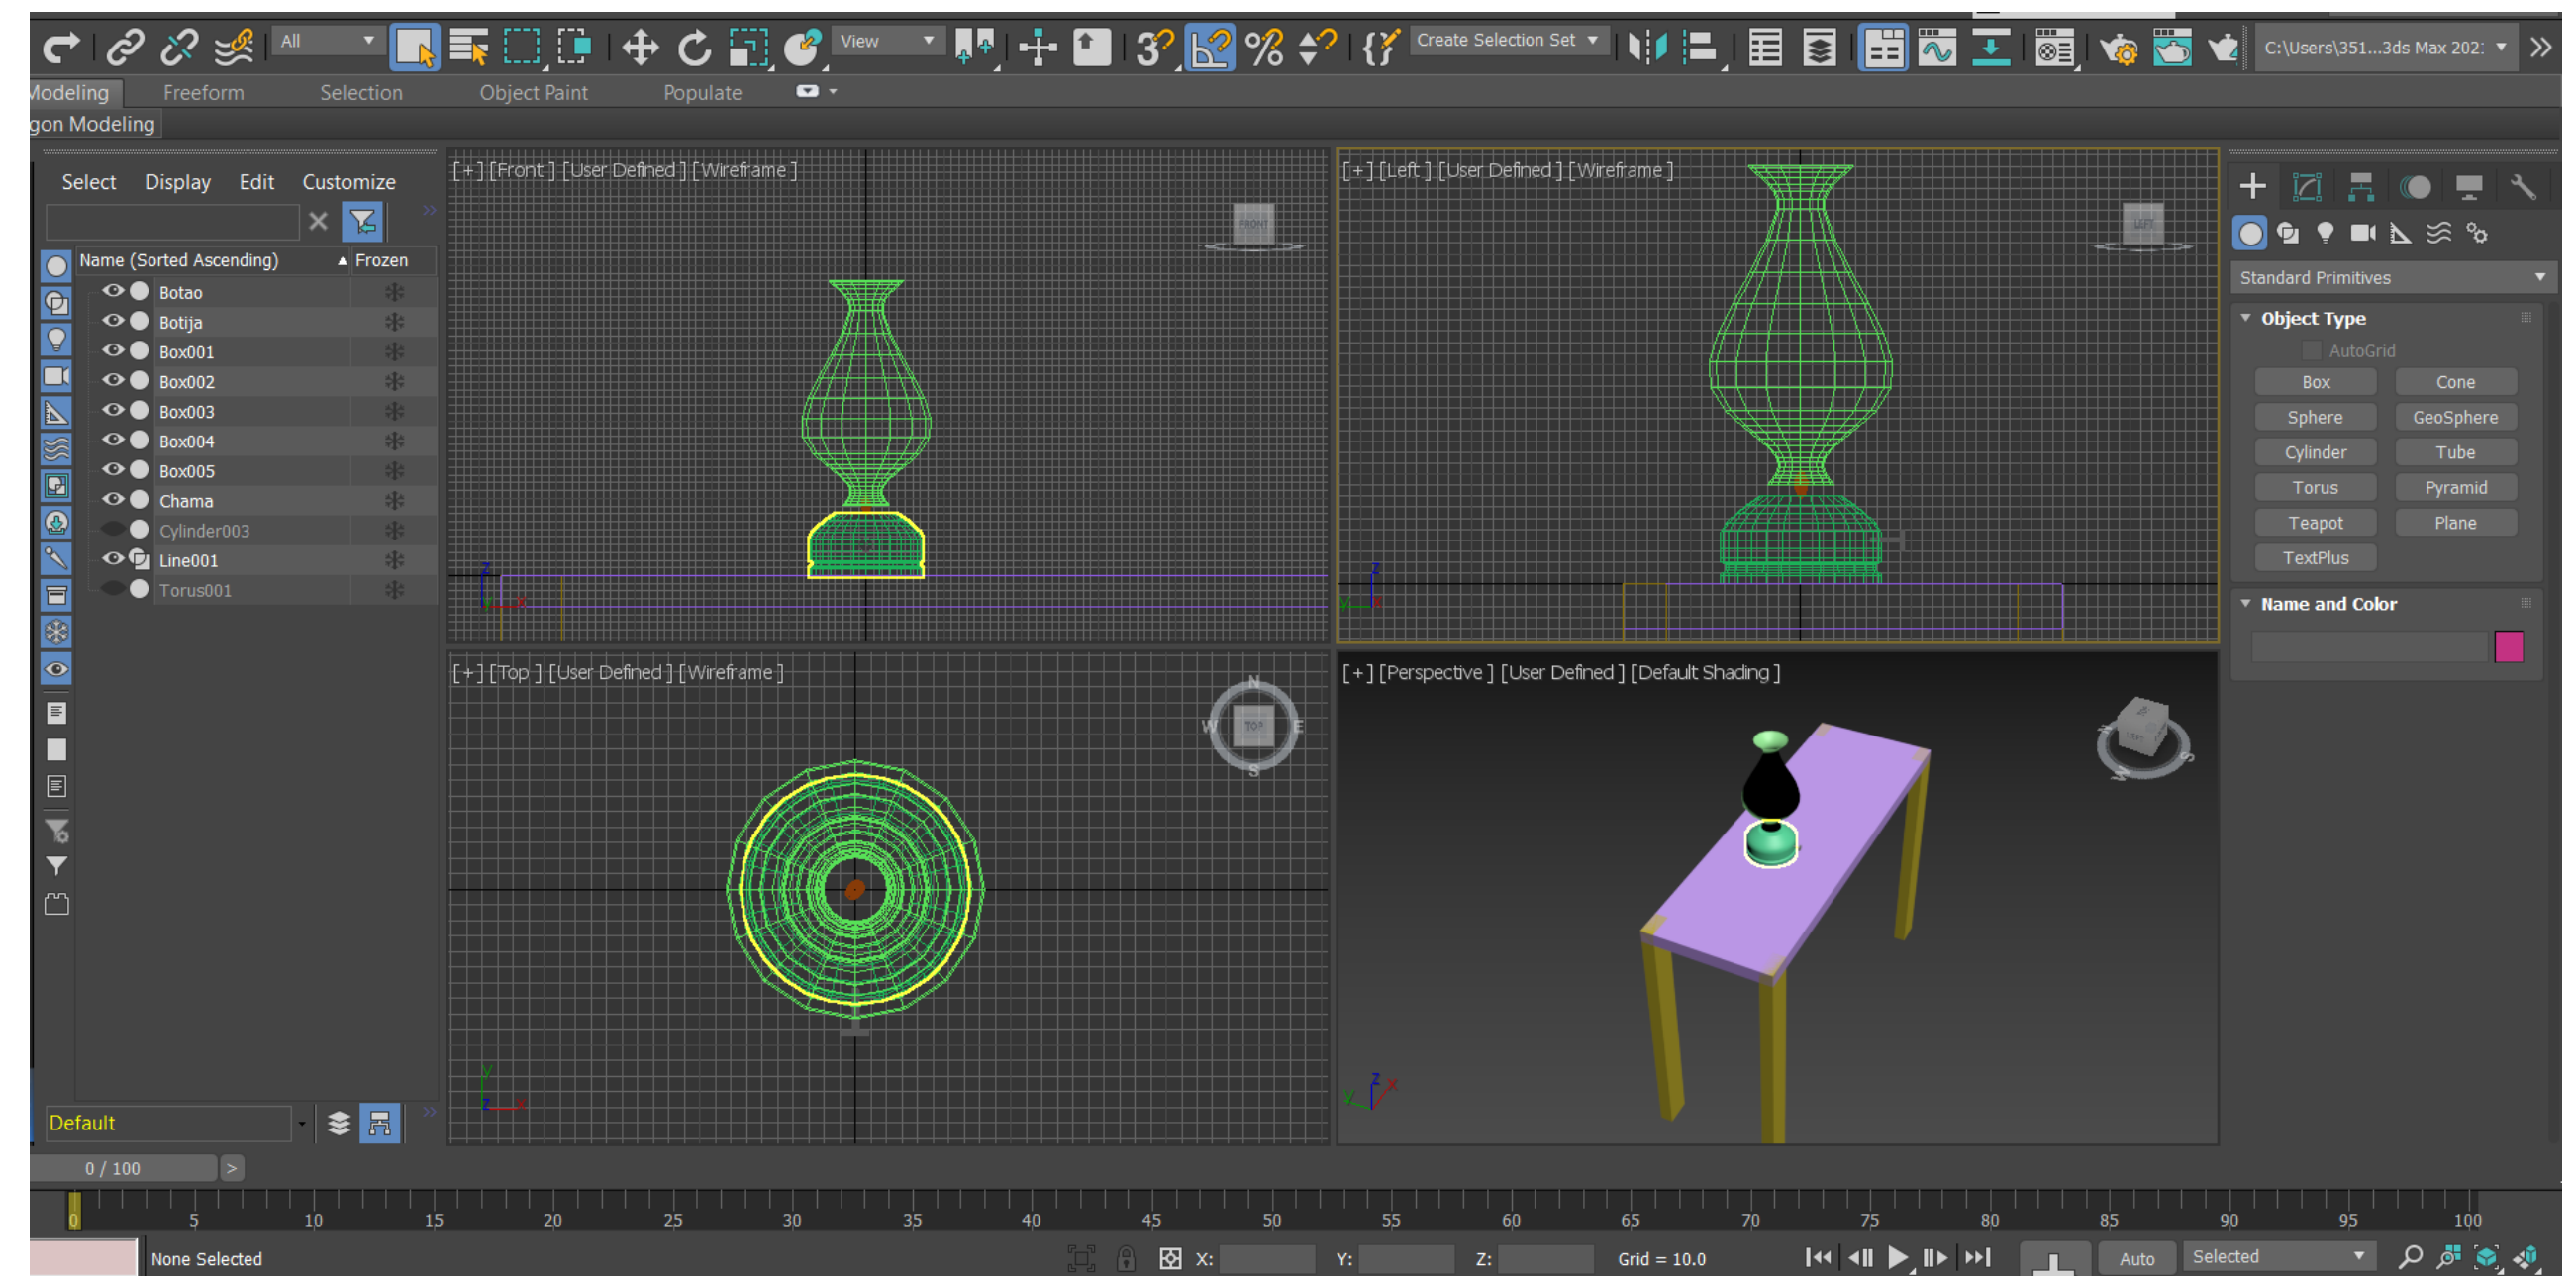 All View 3 Create Selection Set C:\Users\351...3ds Max 202:
Modeling Freeform Selection Object Paint Populate
gon Modeling
Select Display Edit Customize
Name (Sorted Ascending) Frozen
Botao
Botija
Box001
Box002
Box003
Box004
Box005
Chama
Cylinder003
Line001
Torus001
Default
[+] [Front ] [User Defined ] [Wireframe ]
FRONT
z
y x
[+] [Left ] [User Defined ] [Wireframe ]
LEFT
z
y x
[+] [Top ] [User Defined ] [Wireframe ]
N
W TOP E
S
y
z x
[+] [Perspective ] [User Defined ] [Default Shading ]
S
W
z x
y
Standard Primitives
Object Type
AutoGrid
Box Cone
Sphere GeoSphere
Cylinder Tube
Torus Pyramid
Teapot Plane
TextPlus
Name and Color
0 / 100 >
0 5 10 15 20 25 30 35 40 45 50 55 60 65 70 75 80 85 90 95 100
None Selected X: Y: Z: Grid = 10.0 Auto Selected